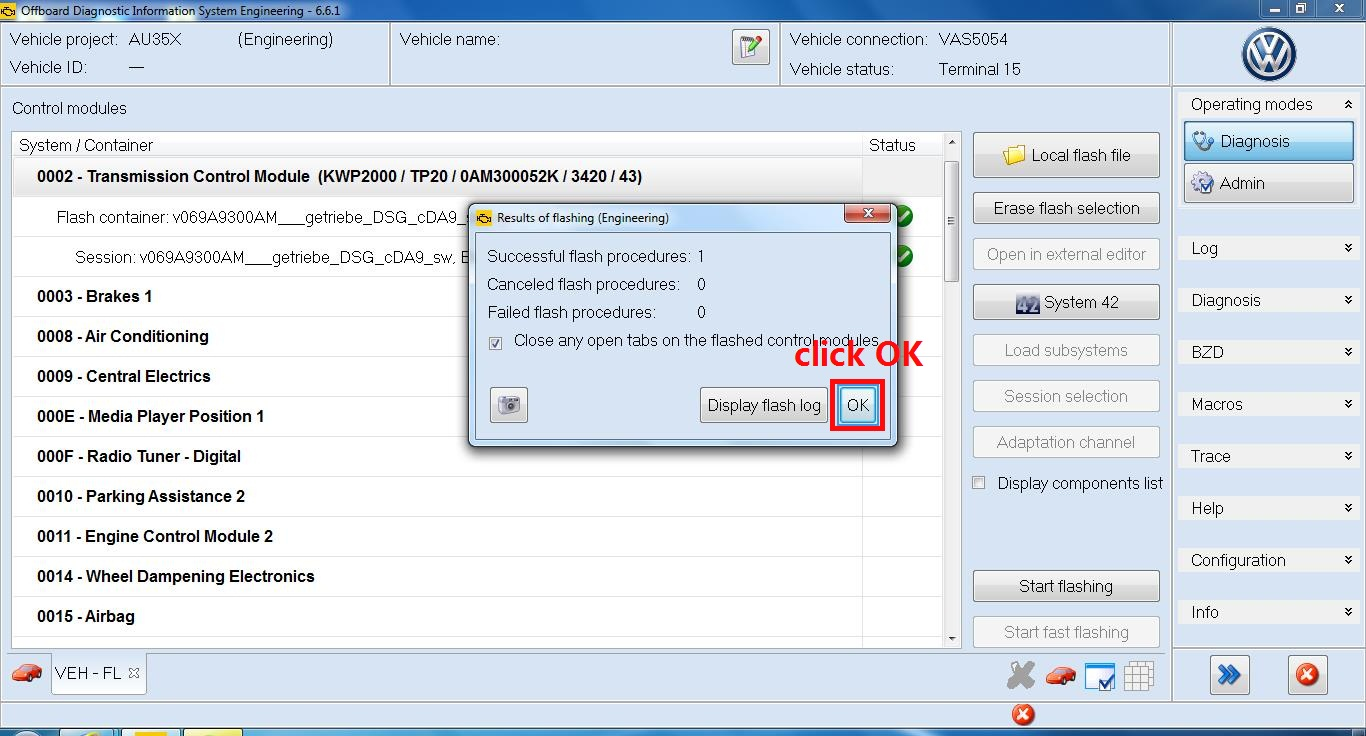 Offboard Diagnostic Information System Engineering - 6.6.1
Vehicle project: AU35X (Engineering)
Vehicle ID: —
Vehicle name:
Vehicle connection: VAS5054
Vehicle status: Terminal 15
Control modules
System / Container Status
0002 - Transmission Control Module (KWP2000 / TP20 / 0AM300052K / 3420 / 43)
Flash container: v069A9300AM___getriebe_DSG_cDA9_s
Session: v069A9300AM___getriebe_DSG_cDA9_sw, E
0003 - Brakes 1
0008 - Air Conditioning
0009 - Central Electrics
000E - Media Player Position 1
000F - Radio Tuner - Digital
0010 - Parking Assistance 2
0011 - Engine Control Module 2
0014 - Wheel Dampening Electronics
0015 - Airbag
Results of flashing (Engineering)
Successful flash procedures: 1
Canceled flash procedures: 0
Failed flash procedures: 0
Close any open tabs on the flashed control modules
click OK
Display flash log
OK
Local flash file
Erase flash selection
Open in external editor
42 System 42
Load subsystems
Session selection
Adaptation channel
Display components list
Start flashing
Start fast flashing
Operating modes
Diagnosis
Admin
Log
Diagnosis
BZD
Macros
Trace
Help
Configuration
Info
VEH - FL